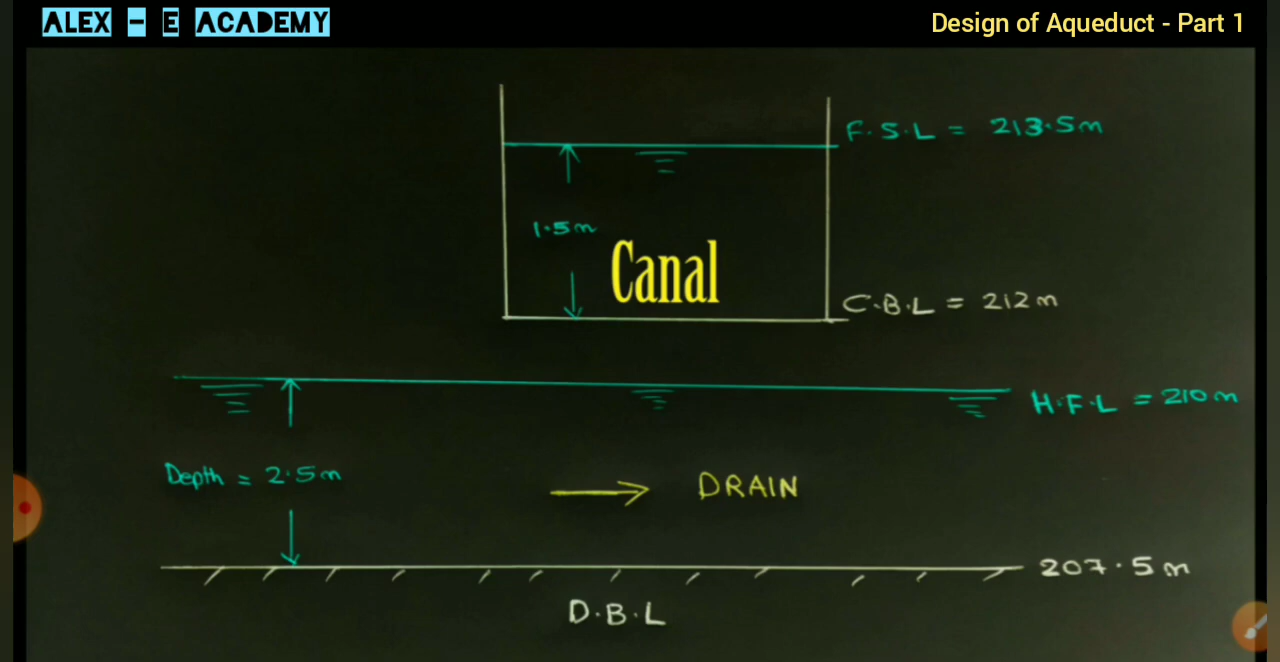 ALEX - E ACADEMY
Design of Aqueduct - Part 1
F.S.L = 213.5m
1.5m
Canal
C.B.L = 212m
H.F.L = 210m
Depth = 2.5m
DRAIN
207.5m
D.B.L